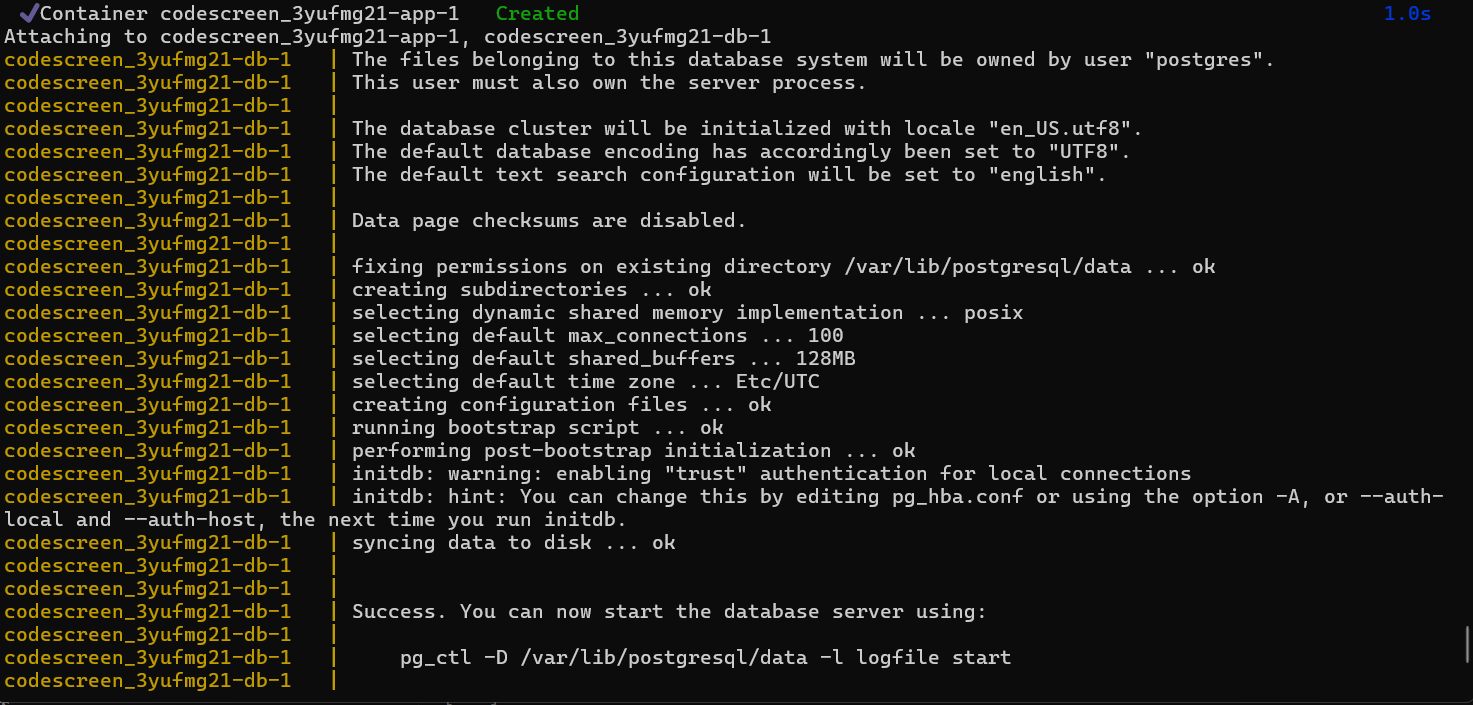 ✔Container codescreen_3yufmg21-app-1 Created 1.0s
Attaching to codescreen_3yufmg21-app-1, codescreen_3yufmg21-db-1
codescreen_3yufmg21-db-1 | The files belonging to this database system will be owned by user "postgres".
codescreen_3yufmg21-db-1 | This user must also own the server process.
codescreen_3yufmg21-db-1 |
codescreen_3yufmg21-db-1 | The database cluster will be initialized with locale "en_US.utf8".
codescreen_3yufmg21-db-1 | The default database encoding has accordingly been set to "UTF8".
codescreen_3yufmg21-db-1 | The default text search configuration will be set to "english".
codescreen_3yufmg21-db-1 |
codescreen_3yufmg21-db-1 | Data page checksums are disabled.
codescreen_3yufmg21-db-1 |
codescreen_3yufmg21-db-1 | fixing permissions on existing directory /var/lib/postgresql/data ... ok
codescreen_3yufmg21-db-1 | creating subdirectories ... ok
codescreen_3yufmg21-db-1 | selecting dynamic shared memory implementation ... posix
codescreen_3yufmg21-db-1 | selecting default max_connections ... 100
codescreen_3yufmg21-db-1 | selecting default shared_buffers ... 128MB
codescreen_3yufmg21-db-1 | selecting default time zone ... Etc/UTC
codescreen_3yufmg21-db-1 | creating configuration files ... ok
codescreen_3yufmg21-db-1 | running bootstrap script ... ok
codescreen_3yufmg21-db-1 | performing post-bootstrap initialization ... ok
codescreen_3yufmg21-db-1 | initdb: warning: enabling "trust" authentication for local connections
codescreen_3yufmg21-db-1 | initdb: hint: You can change this by editing pg_hba.conf or using the option -A, or --auth-
local and --auth-host, the next time you run initdb.
codescreen_3yufmg21-db-1 | syncing data to disk ... ok
codescreen_3yufmg21-db-1 |
codescreen_3yufmg21-db-1 |
codescreen_3yufmg21-db-1 | Success. You can now start the database server using:
codescreen_3yufmg21-db-1 |
codescreen_3yufmg21-db-1 | pg_ctl -D /var/lib/postgresql/data -l logfile start
codescreen_3yufmg21-db-1 |